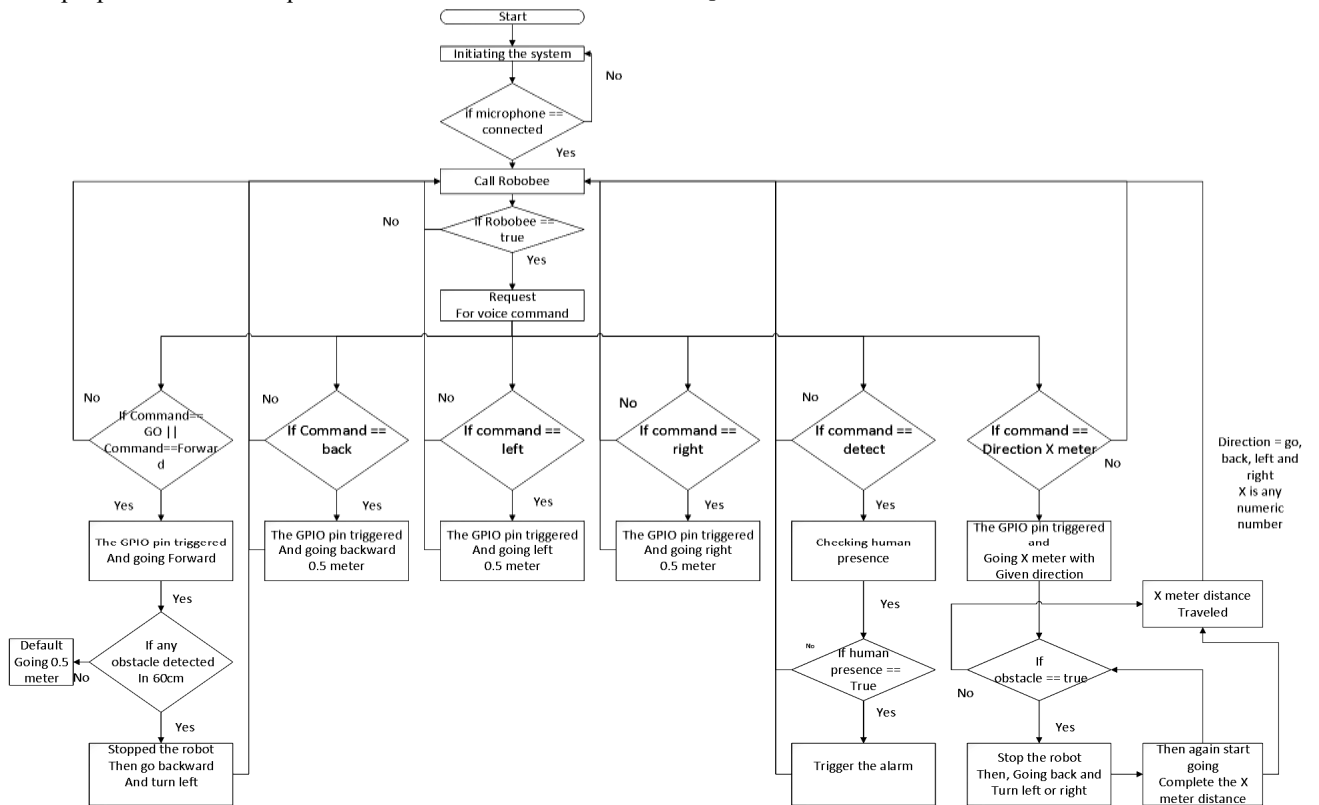 Start
Initiating the system
No
if microphone ==
connected
Yes
Call Robobee
No
If Robobee ==
true
Yes
Request
For voice command
No
If Command==
GO ||
Command==Forwar
d
Yes
The GPIO pin triggered
And going Forward
Yes
If any
obstacle detected
In 60cm
Default
Going 0.5
meter
No
Yes
Stopped the robot
Then go backward
And turn left
No
If Command ==
back
Yes
The GPIO pin triggered
And going backward
0.5 meter
No
If command ==
left
Yes
The GPIO pin triggered
And going left
0.5 meter
No
If command ==
right
Yes
The GPIO pin triggered
And going right
0.5 meter
No
If command ==
detect
Yes
Checking human
presence
Yes
No
If human
presence ==
True
Yes
Trigger the alarm
If command ==
Direction X meter
No
The GPIO pin triggered
and
Going X meter with
Given direction
If
obstacle == true
No
Yes
Stop the robot
Then, Going back and
Turn left or right
Then again start
going
Complete the X
meter distance
X meter distance
Traveled
Direction = go,
back, left and
right
X is any
numeric
number